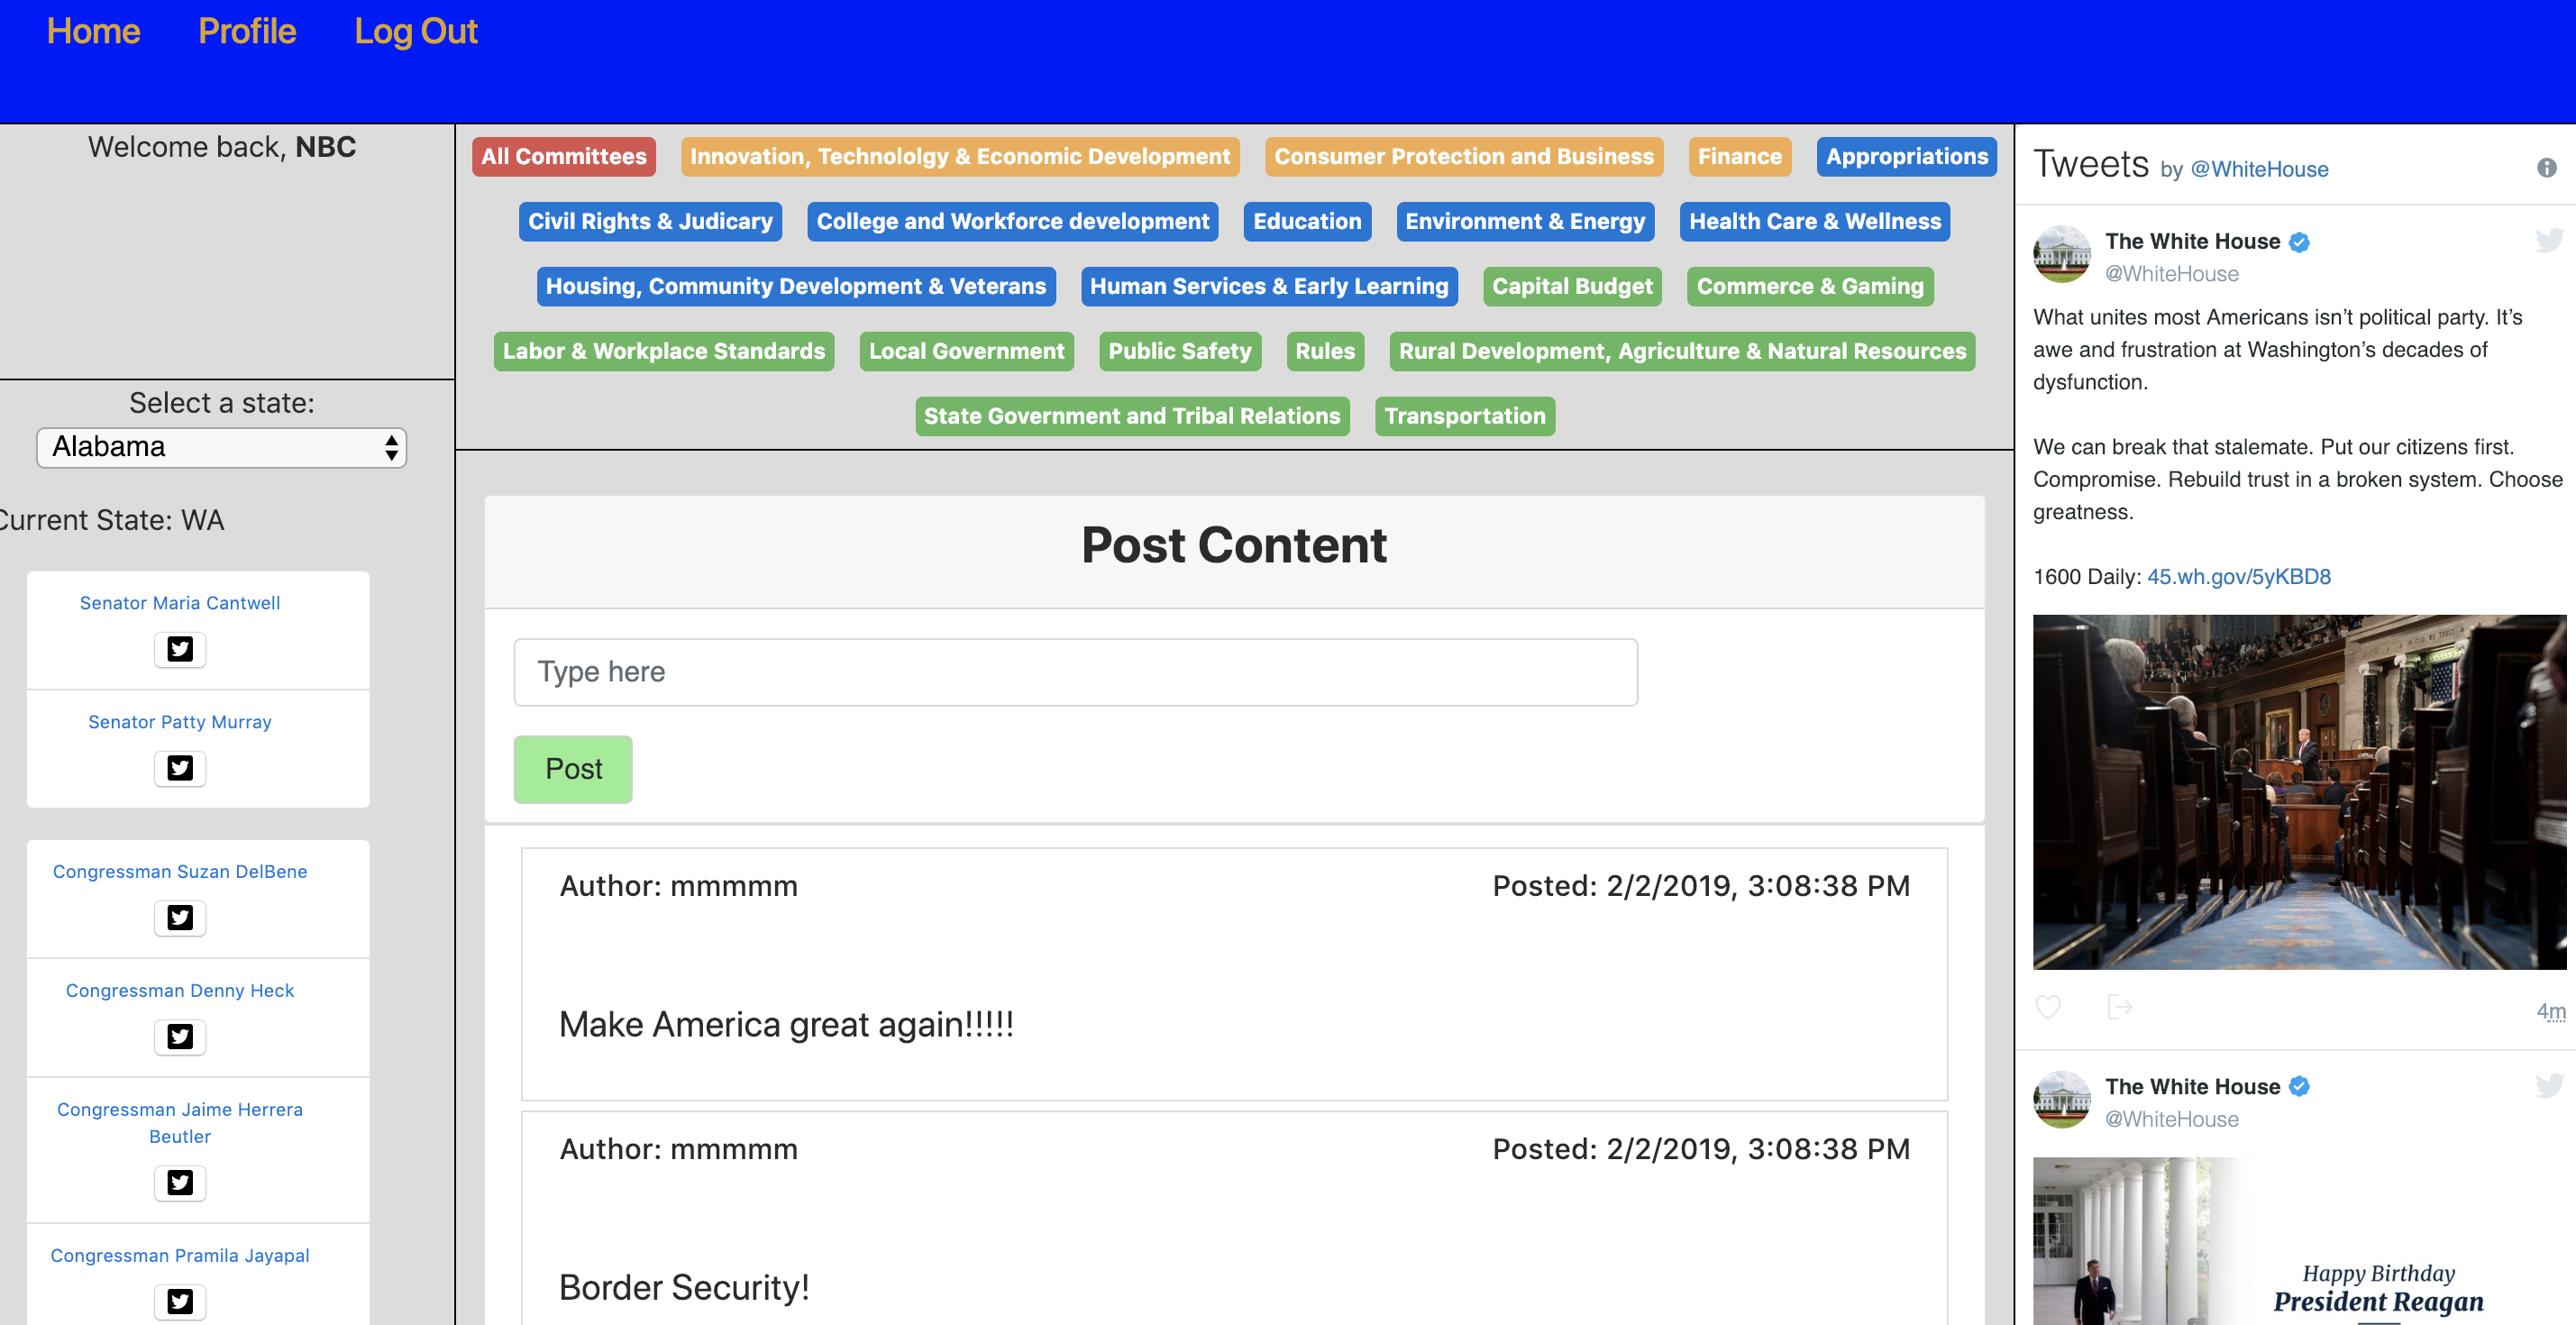 Home Profile Log Out
Welcome back, NBC
Select a state:
Alabama
Current State: WA
Senator Maria Cantwell
Senator Patty Murray
Congressman Suzan DelBene
Congressman Denny Heck
Congressman Jaime Herrera
Beutler
Congressman Pramila Jayapal
All Committees Innovation, Technololgy & Economic Development Consumer Protection and Business Finance Appropriations
Civil Rights & Judicary College and Workforce development Education Environment & Energy Health Care & Wellness
Housing, Community Development & Veterans Human Services & Early Learning Capital Budget Commerce & Gaming
Labor & Workplace Standards Local Government Public Safety Rules Rural Development, Agriculture & Natural Resources
State Government and Tribal Relations Transportation
Post Content
Type here
Post
Author: mmmmm Posted: 2/2/2019, 3:08:38 PM
Make America great again!!!!!
Author: mmmmm Posted: 2/2/2019, 3:08:38 PM
Border Security!
Tweets by @WhiteHouse
The White House
@WhiteHouse
What unites most Americans isn’t political party. It’s
awe and frustration at Washington’s decades of
dysfunction.
We can break that stalemate. Put our citizens first.
Compromise. Rebuild trust in a broken system. Choose
greatness.
1600 Daily: 45.wh.gov/5yKBD8
4m
The White House
@WhiteHouse
Happy Birthday
President Reagan